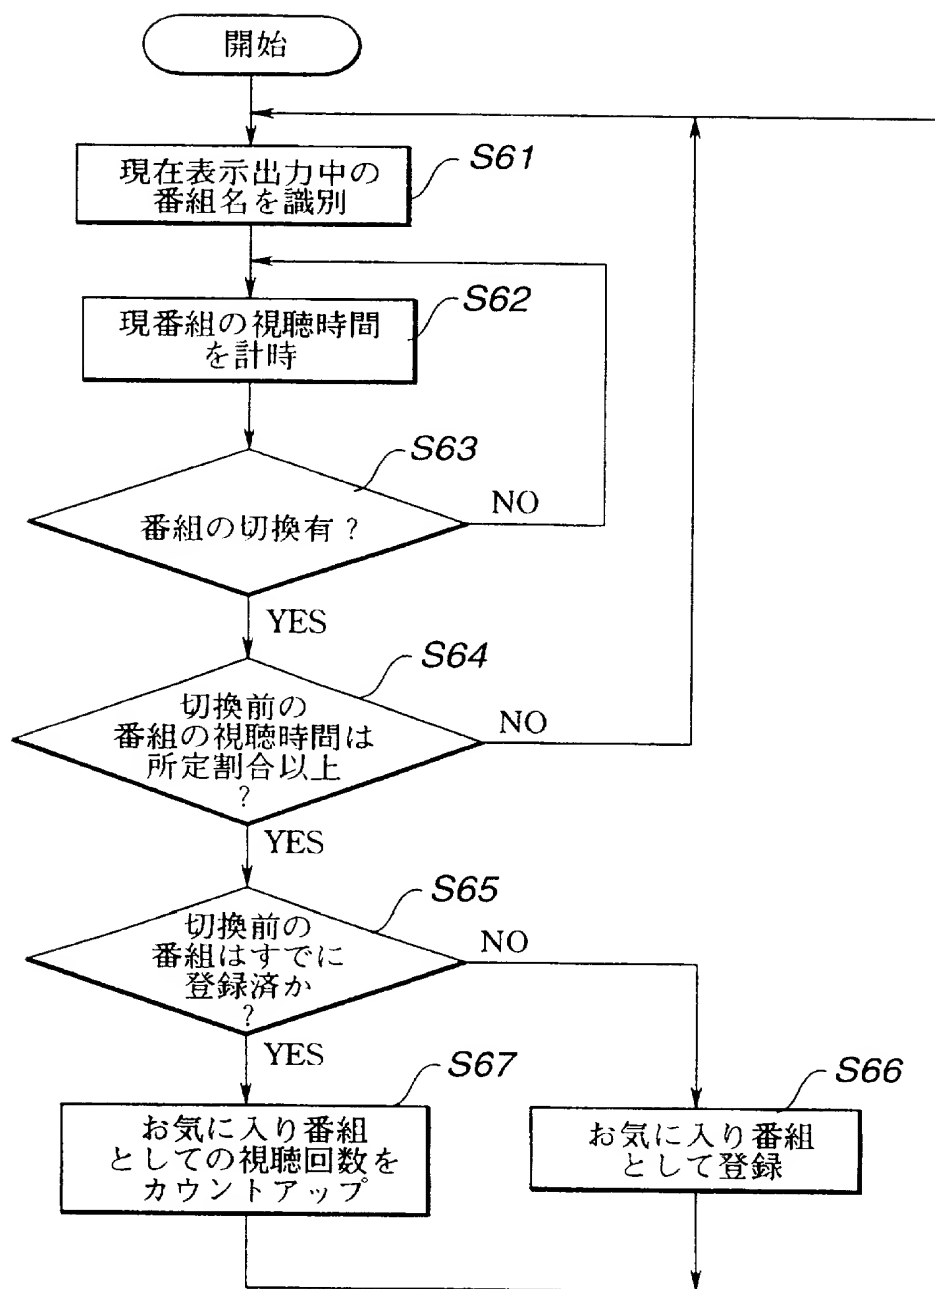 開始
S61
現在表示出力中の
番組名を識別
S62
現番組の視聴時間
を計時
S63
番組の切換有?
NO
YES
S64
切換前の
番組の視聴時間は
所定割合以上
?
NO
YES
S65
切換前の
番組はすでに
登録済か
?
NO
YES
S67
お気に入り番組
としての視聴回数を
カウントアップ
S66
お気に入り番組
として登録